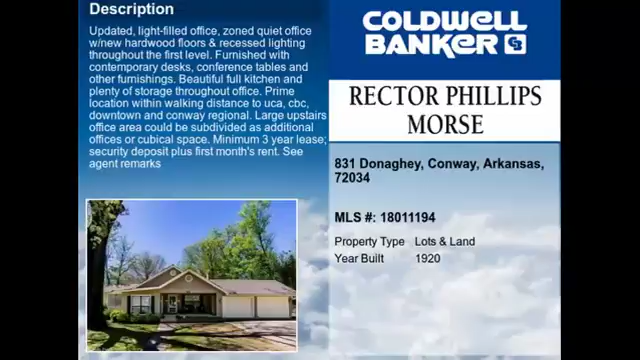 Description
Updated, light-filled office, zoned quiet office
w/new hardwood floors & recessed lighting
throughout the first level. Furnished with
contemporary desks, conference tables and
other furnishings. Beautiful full kitchen and
plenty of storage throughout office. Prime
location within walking distance to uca, cbc,
downtown and conway regional. Large upstairs
office area could be subdivided as additional
offices or cubical space. Minimum 3 year lease;
security deposit plus first month's rent. See
agent remarks
COLDWELL
BANKER CB
RECTOR PHILLIPS
MORSE
831 Donaghey, Conway, Arkansas,
72034
MLS #: 18011194
Property Type Lots & Land
Year Built 1920